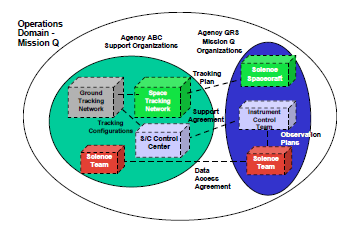 Operations
Domain -
Mission Q
Agency ABC
Support Organizations
Agency QRS
Mission Q
Organizations
Ground
Tracking
Network
Space
Tracking
Network
Tracking
Plan
Science
Spacecraft
Tracking
Configurations
S/C Control
Center
Support
Agreement
Instrument
Control
Team
Observation
Plans
Science
Team
Data
Access
Agreement
Science
Team